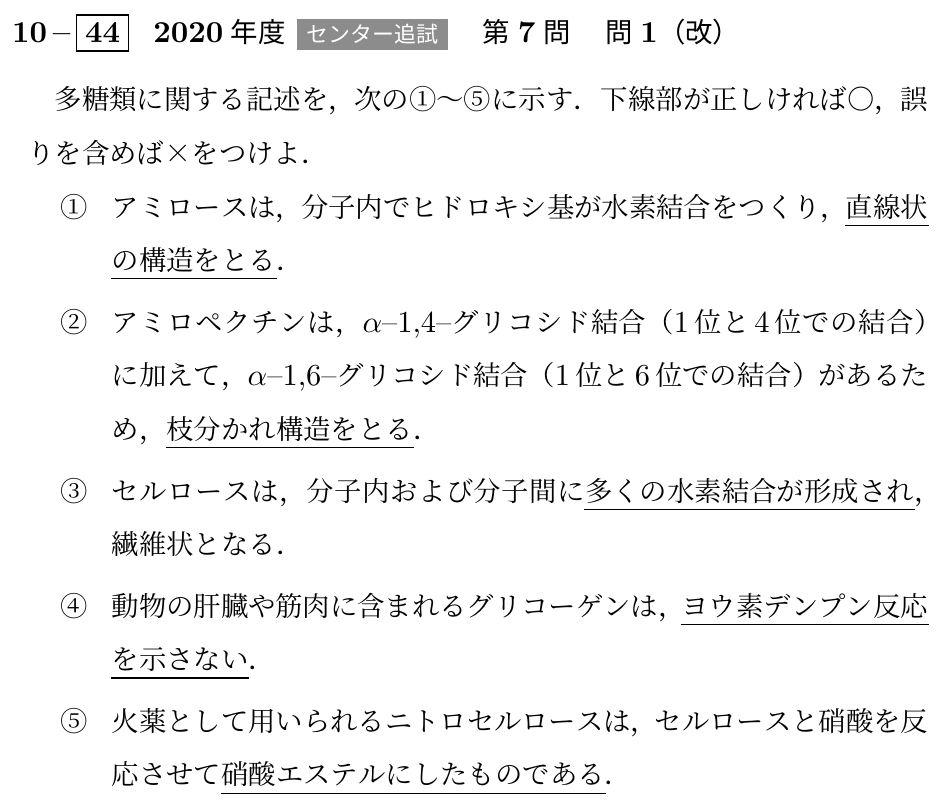 10–44 2020年度 センター追試 第7問 問1（改）
多糖類に関する記述を，次の①〜⑤に示す．下線部が正しければ○，誤
りを含めば×をつけよ．
① アミロースは，分子内でヒドロキシ基が水素結合をつくり，直線状
の構造をとる．
② アミロペクチンは，α–1,4–グリコシド結合（1位と4位での結合）
に加えて，α–1,6–グリコシド結合（1位と6位での結合）があるた
め，枝分かれ構造をとる．
③ セルロースは，分子内および分子間に多くの水素結合が形成され，
繊維状となる．
④ 動物の肝臓や筋肉に含まれるグリコーゲンは，ヨウ素デンプン反応
を示さない．
⑤ 火薬として用いられるニトロセルロースは，セルロースと硝酸を反
応させて硝酸エステルにしたものである．